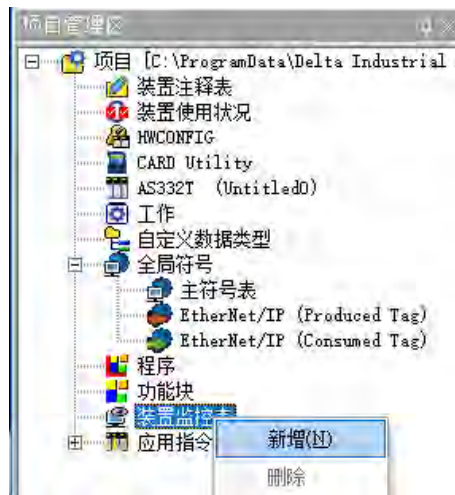 项目管理区
项目 [C:\ProgramData\Delta Industrial
装置注释表
装置使用状况
HWCONFIG
CARD Utility
AS332T (Untitled0)
工作
自定义数据类型
全局符号
主符号表
EtherNet/IP (Produced Tag)
EtherNet/IP (Consumed Tag)
程序
功能块
装置监控表
应用指令
新增(N)
删除